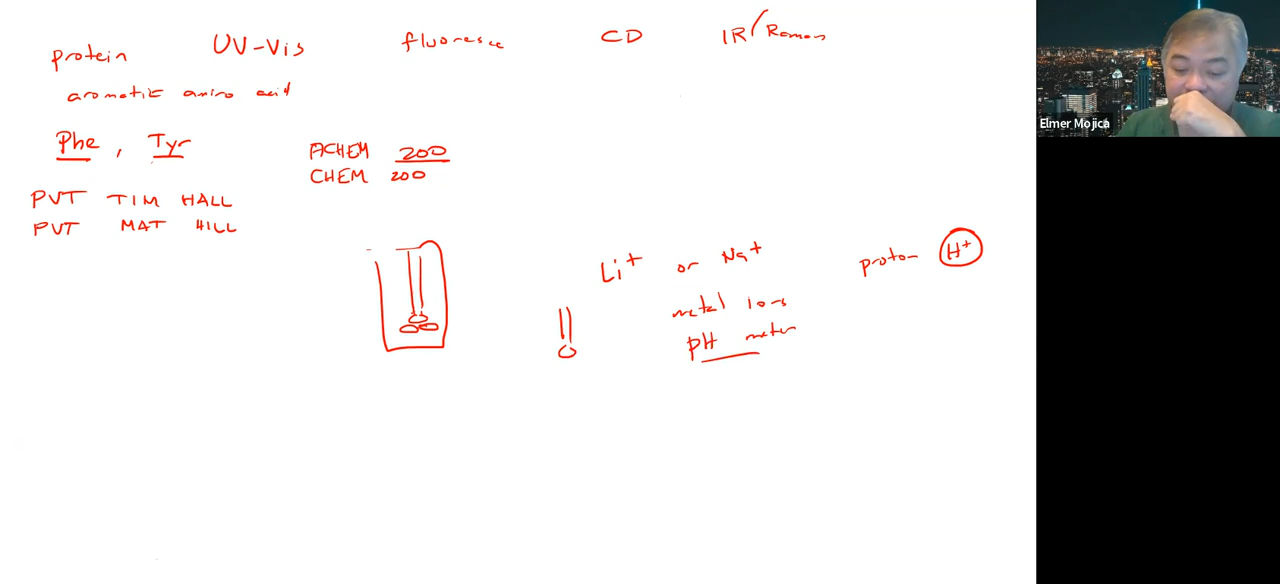 protein UV-Vis fluoresce CD IR/Raman
aromatic amino acid
Phe, Tyr
ACHEM 200
CHEM 200
PVT TIM HALL
PVT MAT HILL
Li+ or Na+
proton H+
metal ions
pH meter
Elmer Mojica